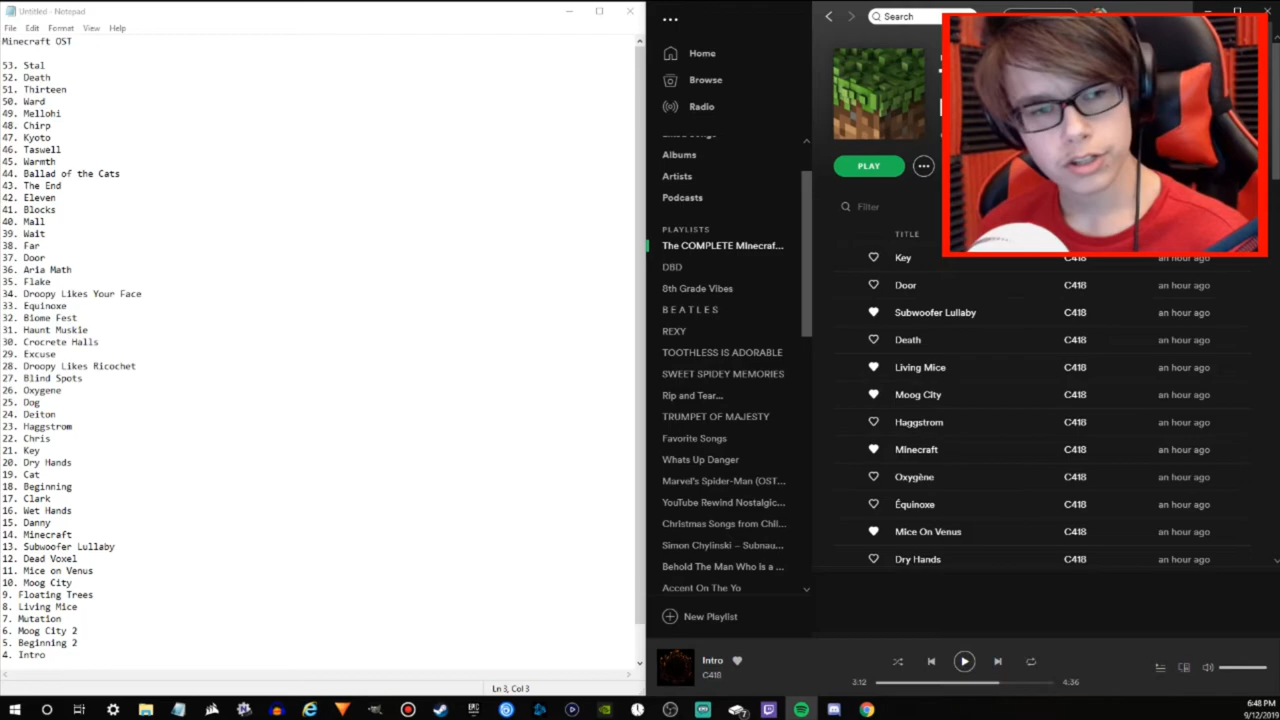 Untitled - Notepad
File Edit Format View Help
Minecraft OST
53. Stal
52. Death
51. Thirteen
50. Ward
49. Mellohi
48. Chirp
47. Kyoto
46. Taswell
45. Warmth
44. Ballad of the Cats
43. The End
42. Eleven
41. Blocks
40. Mall
39. Wait
38. Far
37. Door
36. Aria Math
35. Flake
34. Droopy Likes Your Face
33. Equinoxe
32. Biome Fest
31. Haunt Muskie
30. Crocrete Halls
29. Excuse
28. Droopy Likes Ricochet
27. Blind Spots
26. Oxygene
25. Dog
24. Deiton
23. Haggstrom
22. Chris
21. Key
20. Dry Hands
19. Cat
18. Beginning
17. Clark
16. Wet Hands
15. Danny
14. Minecraft
13. Subwoofer Lullaby
12. Dead Voxel
11. Mice on Venus
10. Moog City
9. Floating Trees
8. Living Mice
7. Mutation
6. Moog City 2
5. Beginning 2
4. Intro
Ln 3, Col 3
Home
Browse
Radio
Albums
Artists
Podcasts
PLAYLISTS
The COMPLETE MInecraf...
DBD
8th Grade Vibes
B E A T L E S
REXY
TOOTHLESS IS ADORABLE
SWEET SPIDEY MEMORIES
Rip and Tear...
TRUMPET OF MAJESTY
Favorite Songs
Whats Up Danger
Marvel's Spider-Man (OST...
YouTube Rewind Nostalgic...
Christmas Songs from Chil...
Simon Chylinski – Subnau...
Behold The Man Who is a ...
Accent On The Yo
New Playlist
Search
PLAY
Filter
TITLE
Key C418 an hour ago
Door C418 an hour ago
Subwoofer Lullaby C418 an hour ago
Death C418 an hour ago
Living Mice C418 an hour ago
Moog City C418 an hour ago
Haggstrom C418 an hour ago
Minecraft C418 an hour ago
Oxygène C418 an hour ago
Équinoxe C418 an hour ago
Mice On Venus C418 an hour ago
Dry Hands C418 an hour ago
Intro
C418
3:12 4:36
6:48 PM
9/12/2019